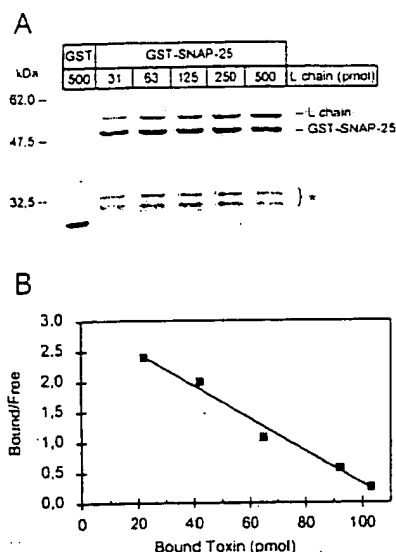 A
GST GST-SNAP-25
kDa 500 31 63 125 250 500 L chain (pmol)
62.0 –
– L chain
– GST-SNAP-25
47.5 –
32.5 –
} *
B
3.0
2.5
2.0
1.5
1.0
0.5
0.0
Bound/Free
0 20 40 60 80 100
Bound Toxin (pmol)